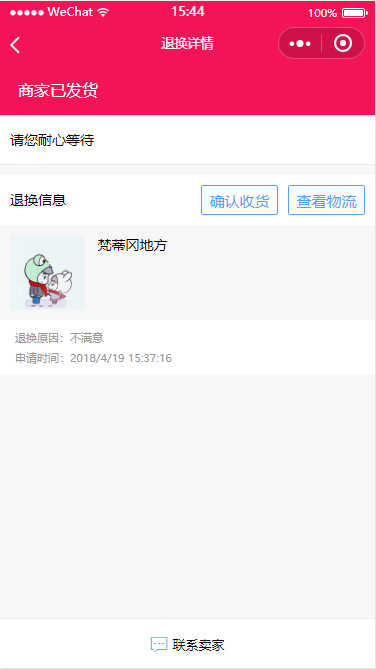 WeChat 15:44 100%
退换详情
商家已发货
请您耐心等待
退换信息 确认收货 查看物流
梵蒂冈地方
退换原因：不满意
申请时间：2018/4/19 15:37:16
联系卖家